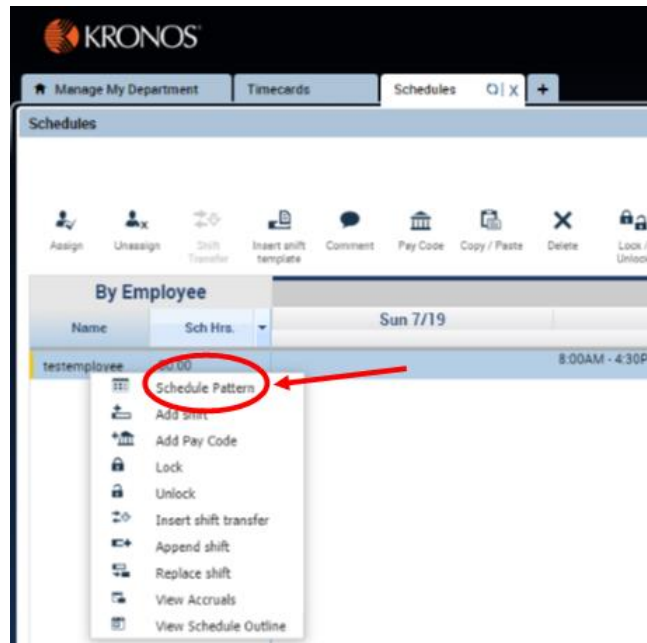 KRONOS
Manage My Department Timecards Schedules X +
Schedules
Assign Unassign Shift Transfer Insert shift template Comment Pay Code Copy / Paste Delete Lock / Unlock
By Employee
Name Sch Hrs. Sun 7/19
testemployee 8:00AM - 4:30P
Schedule Pattern
Add shift
Add Pay Code
Lock
Unlock
Insert shift transfer
Append shift
Replace shift
View Accruals
View Schedule Outline